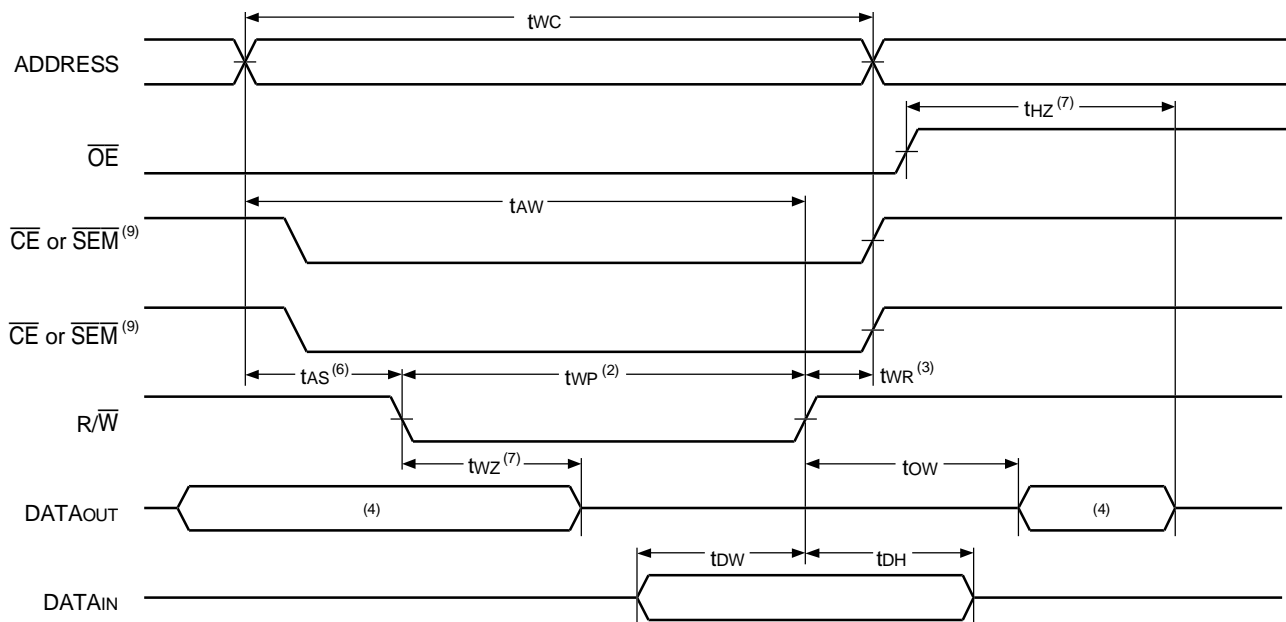 tWC
ADDRESS
tHZ (7)
OE
tAW
CE or SEM (9)
CE or SEM (9)
tAS (6) tWP (2) tWR (3)
R/W
tWZ (7) tOW
DATAOUT (4) (4)
tDW tDH
DATAIN